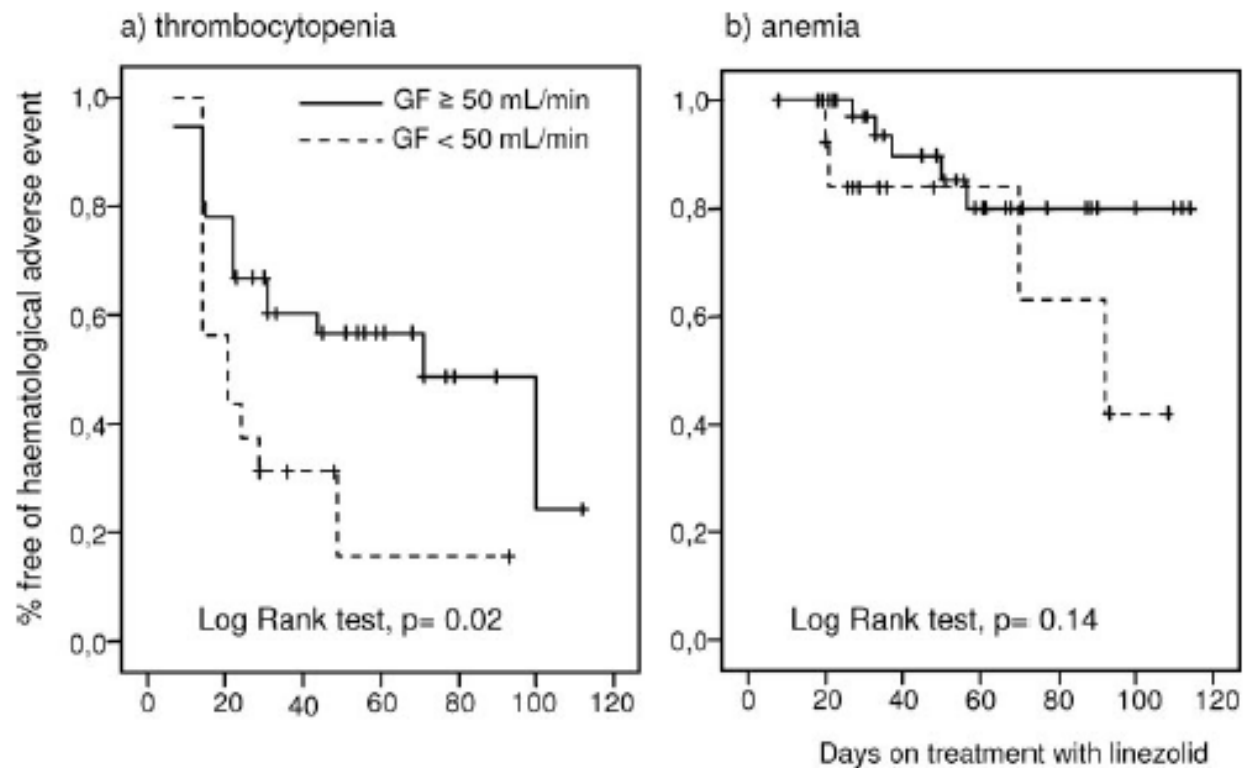 a) thrombocytopenia
% free of haematological adverse event
1,0
0,8
0,6
0,4
0,2
0,0
GF ≥ 50 mL/min
GF < 50 mL/min
Log Rank test, p= 0.02
0 20 40 60 80 100 120
b) anemia
1,0
0,8
0,6
0,4
0,2
0,0
Log Rank test, p= 0.14
0 20 40 60 80 100 120
Days on treatment with linezolid